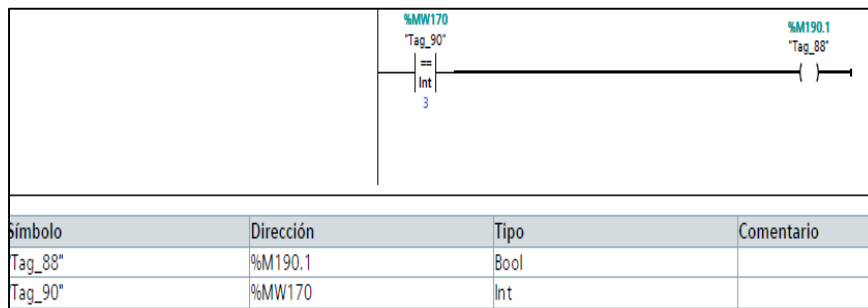 %MW170
"Tag_90"
==
Int
3
%M190.1
"Tag_88"
Símbolo Dirección Tipo Comentario
"Tag_88" %M190.1 Bool
"Tag_90" %MW170 Int